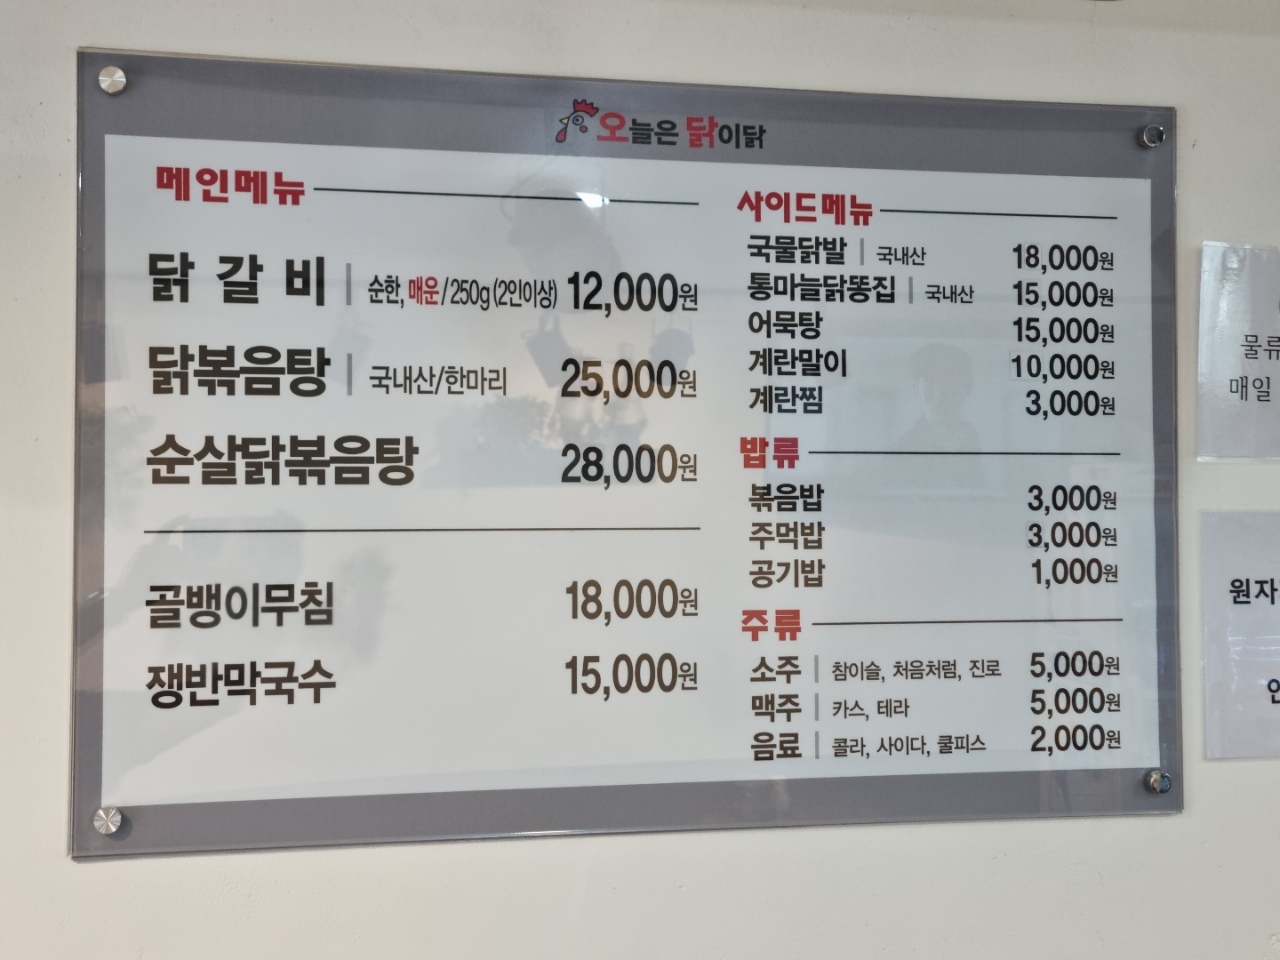 오늘은 닭이닭
메인메뉴
닭갈비 | 순한, 매운/250g(2인이상) 12,000원
닭볶음탕 | 국내산/한마리 25,000원
순살닭볶음탕 28,000원
골뱅이무침 18,000원
쟁반막국수 15,000원
사이드메뉴
국물닭발 | 국내산 18,000원
통마늘닭똥집 | 국내산 15,000원
어묵탕 15,000원
계란말이 10,000원
계란찜 3,000원
밥류
볶음밥 3,000원
주먹밥 3,000원
공기밥 1,000원
주류
소주 | 참이슬, 처음처럼, 진로 5,000원
맥주 | 카스, 테라 5,000원
음료 | 콜라, 사이다, 쿨피스 2,000원
물류
매일
원자